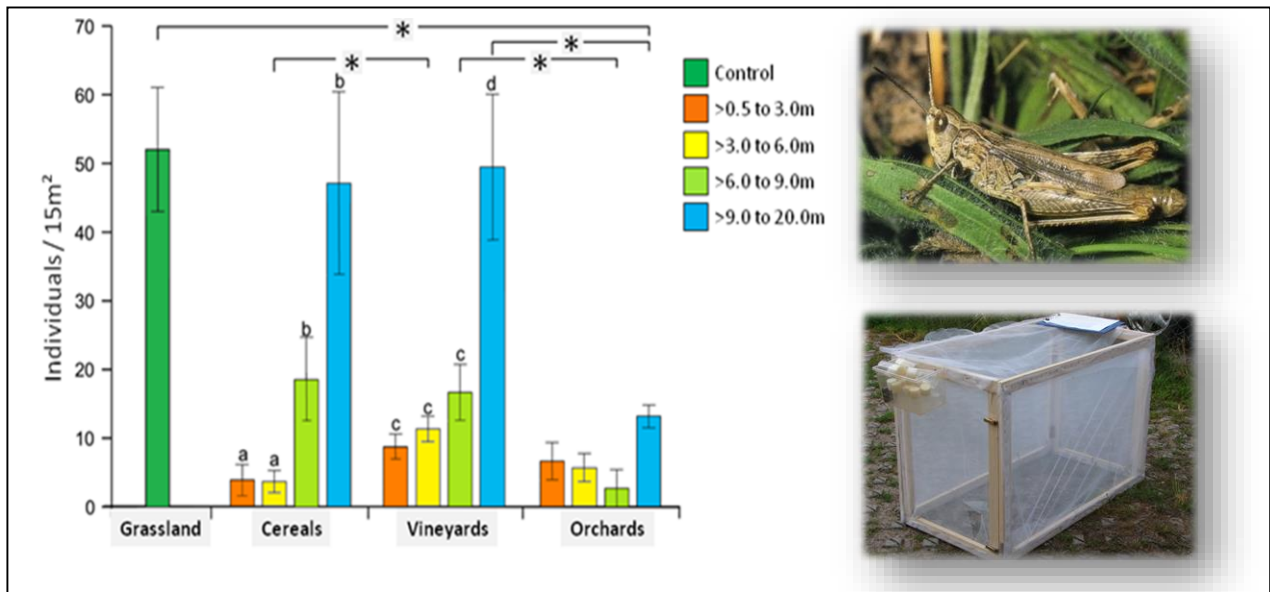 70
60
50
40
30
20
10
0
Individuals / 15m²
*
*
*
*
b
d
b
c
c
c
a
a
Grassland
Cereals
Vineyards
Orchards
Control
>0.5 to 3.0m
>3.0 to 6.0m
>6.0 to 9.0m
>9.0 to 20.0m